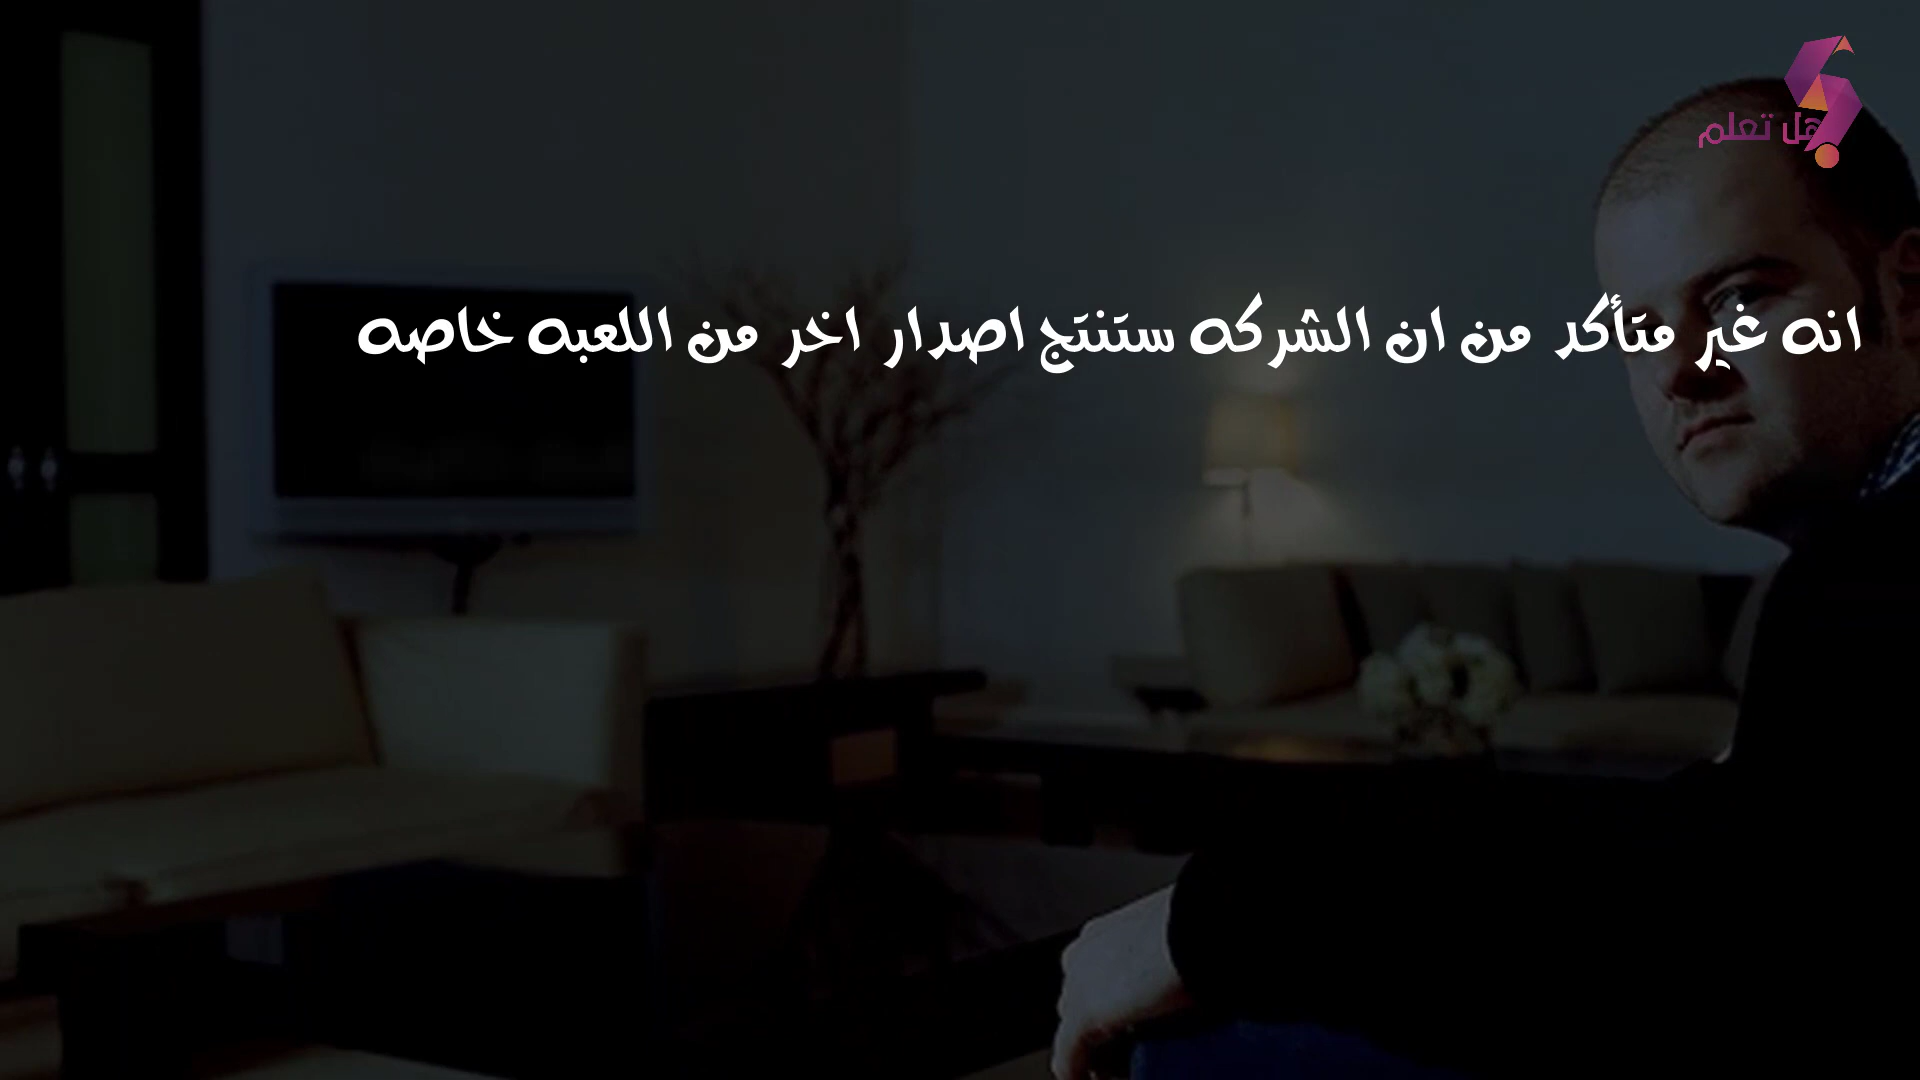 هل تعلم
انه غير متأكد من ان الشركه ستنتج اصدار اخر من اللعبه خاصه